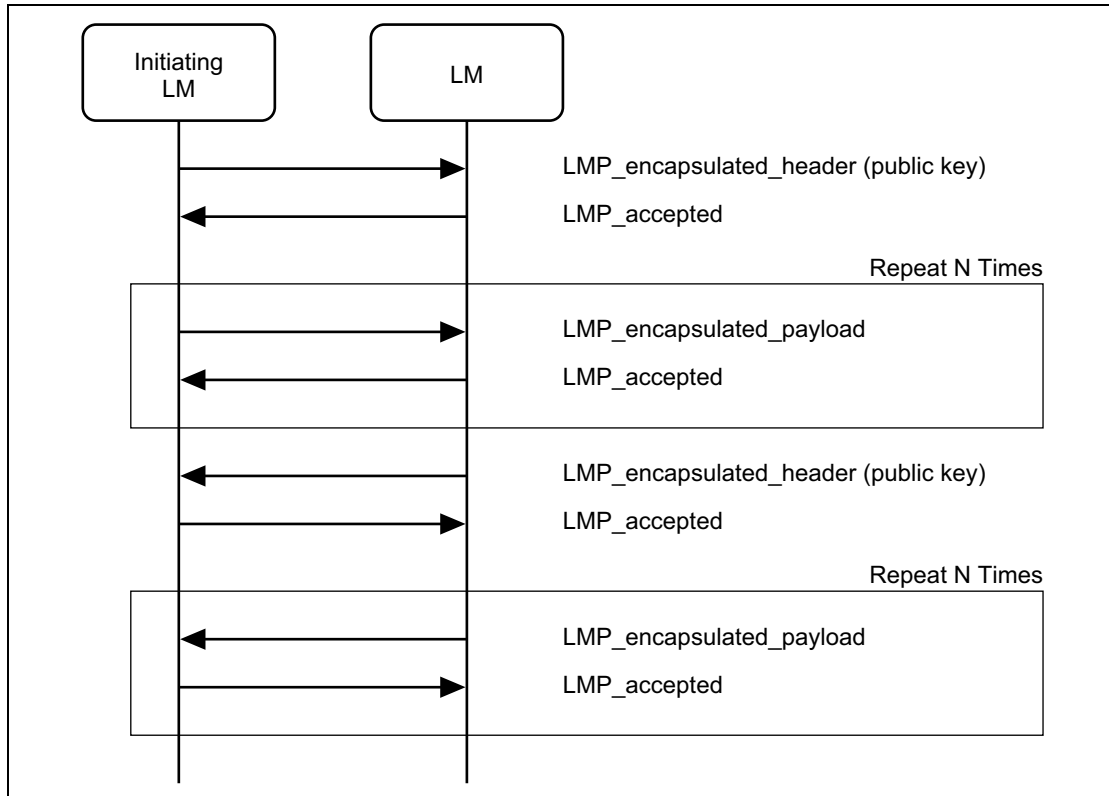 Initiating
LM
LM
LMP_encapsulated_header (public key)
LMP_accepted
Repeat N Times
LMP_encapsulated_payload
LMP_accepted
LMP_encapsulated_header (public key)
LMP_accepted
Repeat N Times
LMP_encapsulated_payload
LMP_accepted